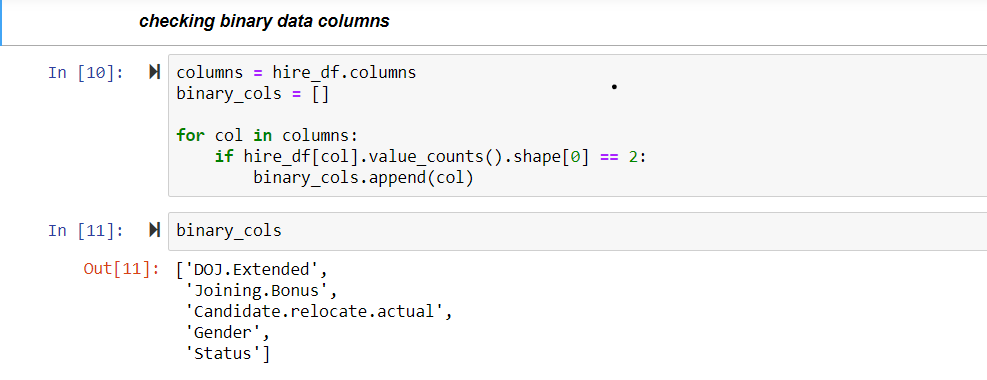 checking binary data columns
In [10]: columns = hire_df.columns
binary_cols = []
for col in columns:
    if hire_df[col].value_counts().shape[0] == 2:
        binary_cols.append(col)
In [11]: binary_cols
Out[11]: ['DOJ.Extended',
 'Joining.Bonus',
 'Candidate.relocate.actual',
 'Gender',
 'Status']